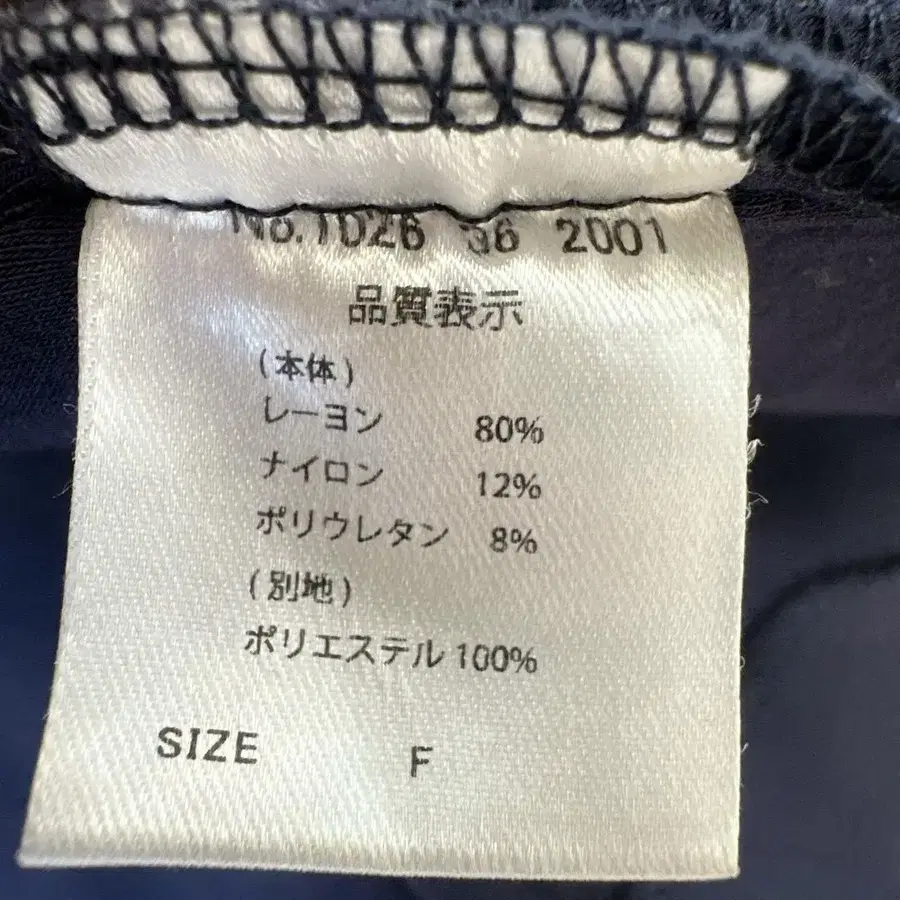 No.1026 36 2001
品質表示
(本体)
レーヨン 80%
ナイロン 12%
ポリウレタン 8%
(別地)
ポリエステル 100%
SIZE F